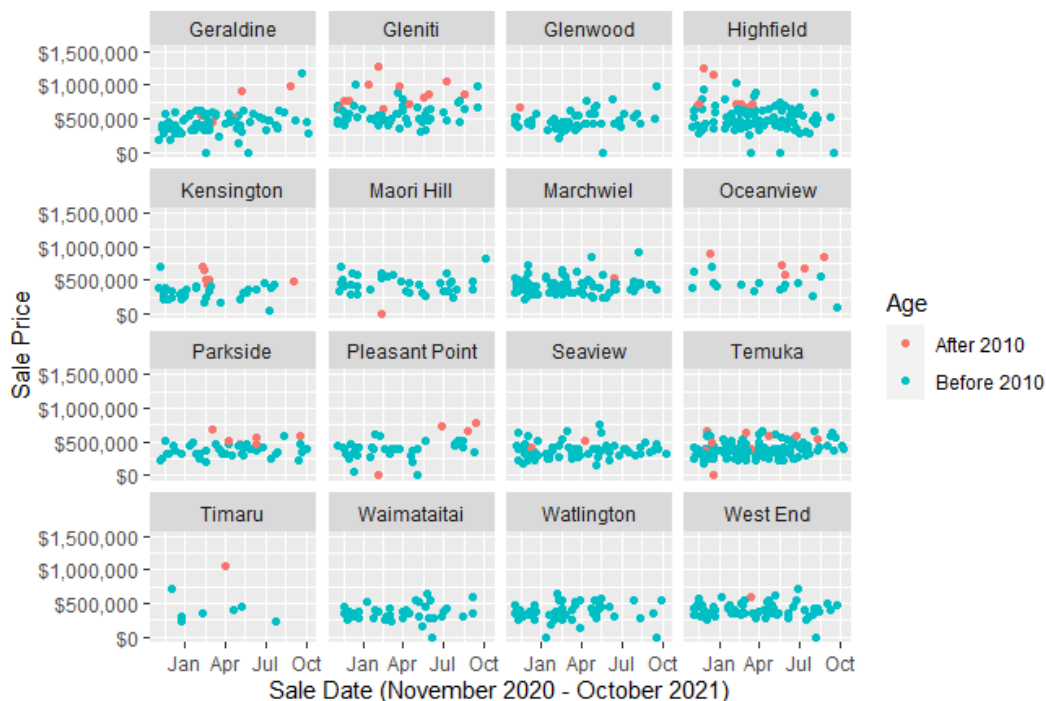 Geraldine Gleniti Glenwood Highfield
$1,500,000
$1,000,000
$500,000
$0
Kensington Maori Hill Marchwiel Oceanview
$1,500,000
$1,000,000
$500,000
$0
Parkside Pleasant Point Seaview Temuka
$1,500,000
$1,000,000
$500,000
$0
Timaru Waimataitai Watlington West End
$1,500,000
$1,000,000
$500,000
$0
Jan Apr Jul Oct Jan Apr Jul Oct Jan Apr Jul Oct Jan Apr Jul Oct
Sale Date (November 2020 - October 2021)
Sale Price
Age
After 2010
Before 2010